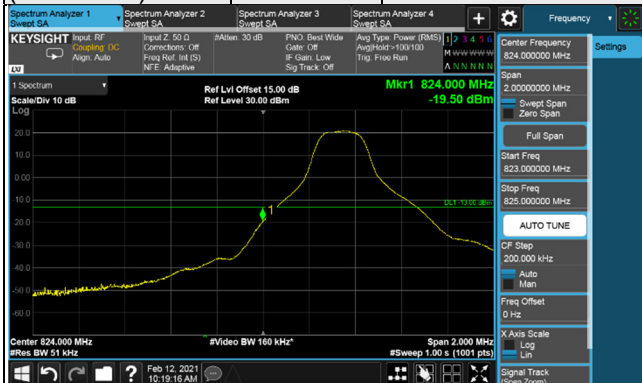 Spectrum Analyzer 1
Swept SA
Spectrum Analyzer 2
Swept SA
Spectrum Analyzer 3
Swept SA
Spectrum Analyzer 4
Swept SA
Frequency
KEYSIGHT
Input: RF
Coupling: DC
Align: Auto
Input Z: 50 Ω
Corrections: Off
Freq Ref: Int (S)
NFE: Adaptive
#Atten: 30 dB
PNO: Best Wide
Gate: Off
IF Gain: Low
Sig Track: Off
Avg Type: Power (RMS)
Avg|Hold:>100/100
Trig: Free Run
1 2 3 4 5 6
M W W W W W
A N N N N N
LXI
1 Spectrum
Scale/Div 10 dB
Log
Ref Lvl Offset 15.00 dB
Ref Level 30.00 dBm
Mkr1 824.000 MHz
-19.50 dBm
20.0
10.0
0.00
-10.0
-20.0
-30.0
-40.0
-50.0
-60.0
1
DL1 -13.00 dBm
Center 824.000 MHz
#Res BW 51 kHz
#Video BW 160 kHz*
Span 2.000 MHz
#Sweep 1.00 s (1001 pts)
Feb 12, 2021
10:19:16 AM
Center Frequency
824.000000 MHz
Settings
Span
2.00000000 MHz
Swept Span
Zero Span
Full Span
Start Freq
823.000000 MHz
Stop Freq
825.000000 MHz
AUTO TUNE
CF Step
200.000 kHz
Auto
Man
Freq Offset
0 Hz
X Axis Scale
Log
Lin
Signal Track
(Span Zoom)